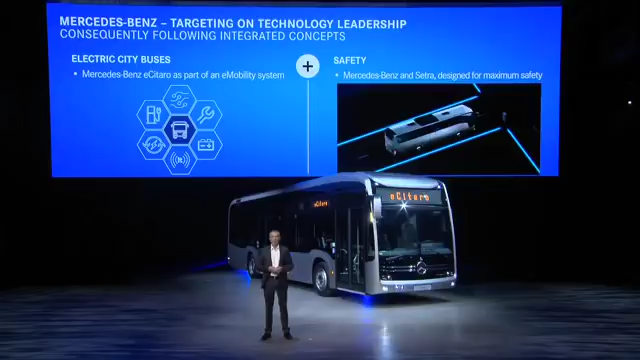 MERCEDES-BENZ – TARGETING ON TECHNOLOGY LEADERSHIP
CONSEQUENTLY FOLLOWING INTEGRATED CONCEPTS
ELECTRIC CITY BUSES
• Mercedes-Benz eCitaro as part of an eMobility system
+
SAFETY
• Mercedes-Benz and Setra, designed for maximum safety
eCitaro
eCitaro